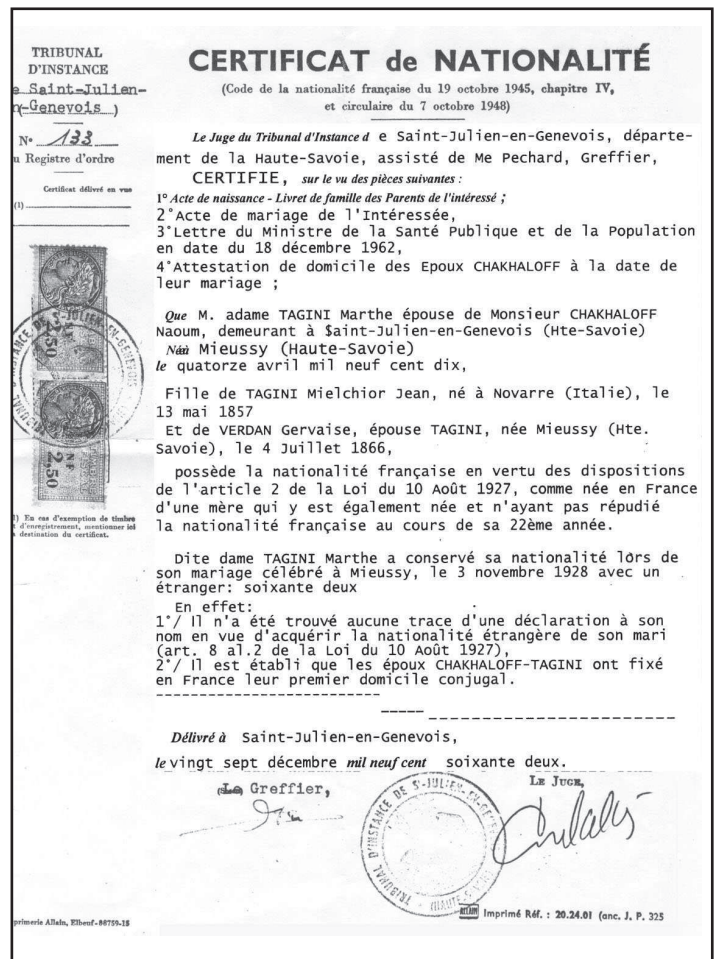 TRIBUNAL
D'INSTANCE
e Saint-Julien-
n-Genevois )
N° 133
u Registre d'ordre
Certificat délivré en vue
(1)
CERTIFICAT de NATIONALITÉ
(Code de la nationalité française du 19 octobre 1945, chapitre IV,
et circulaire du 7 octobre 1948)
Le Juge du Tribunal d'Instance d e Saint-Julien-en-Genevois, départe-
ment de la Haute-Savoie, assisté de Me Pechard, Greffier,
CERTIFIE, sur le vu des pièces suivantes :
1° Acte de naissance - Livret de famille des Parents de l'intéressé ;
2°Acte de mariage de l'Intéressée,
3°Lettre du Ministre de la Santé Publique et de la Population
en date du 18 décembre 1962,
4°Attestation de domicile des Epoux CHAKHALOFF à la date de
leur mariage ;
Que M. adame TAGINI Marthe épouse de Monsieur CHAKHALOFF
Naoum, demeurant à $aint-Julien-en-Genevois (Hte-Savoie)
Mieussy (Haute-Savoie)
le quatorze avril mil neuf cent dix,
Fille de TAGINI Mielchior Jean, né à Novarre (Italie), le
13 mai 1857
Et de VERDAN Gervaise, épouse TAGINI, née Mieussy (Hte.
Savoie), le 4 Juillet 1866,
possède la nationalité française en vertu des dispositions
de l'article 2 de la Loi du 10 Août 1927, comme née en France
d'une mère qui y est également née et n'ayant pas répudié
la nationalité française au cours de sa 22ème année.
Dite dame TAGINI Marthe a conservé sa nationalité lors de
son mariage célébré à Mieussy, le 3 novembre 1928 avec un
étranger: soixante deux
En effet:
1°/ Il n'a été trouvé aucune trace d'une déclaration à son
nom en vue d'acquérir la nationalité étrangère de son mari
(art. 8 al.2 de la Loi du 10 Août 1927),
2°/ Il est établi que les époux CHAKHALOFF-TAGINI ont fixé
en France leur premier domicile conjugal.
2,50
NF
2,50
TRIBUNAL D'INSTANCE DE ST-JULIEN-EN-GENEVOIS
1) En cas d'exemption de timbre
t d'enregistrement, mentionner ici
a destination du certificat.
Délivré à Saint-Julien-en-Genevois,
le vingt sept décembre mil neuf cent soixante deux.
(Le Greffier,
LE JUGE,
TRIBUNAL D'INSTANCE DE ST-JULIEN-EN-GENEVOIS
(HAUTE-SAVOIE)
primerie Allain, Elbeuf-88759-15
ALLAIN Imprimé Réf. : 20.24.01 (anc. J. P. 325